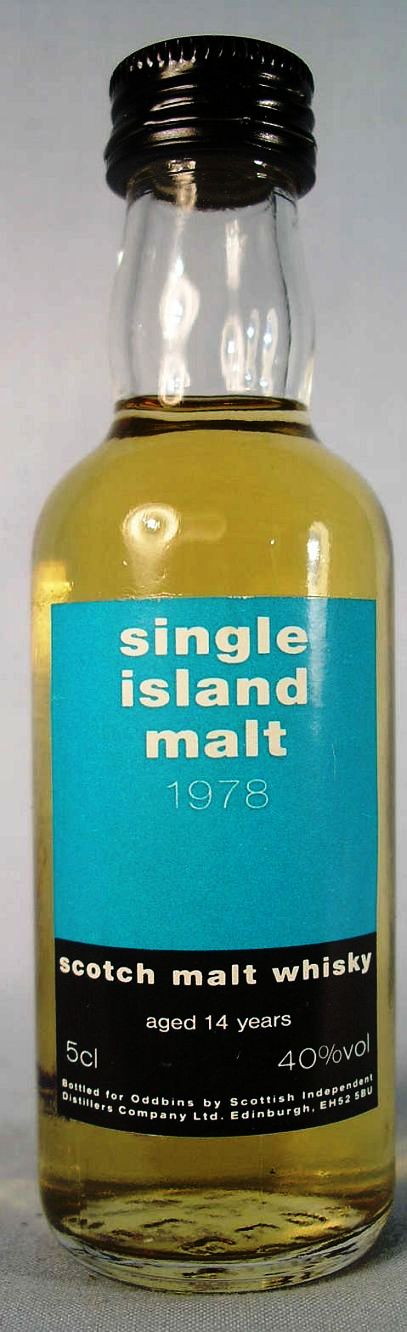 single
island
malt
1978
scotch malt whisky
aged 14 years
5cl 40%vol
Bottled for Oddbins by Scottish Independent
Distillers Company Ltd. Edinburgh, EH52 5BU